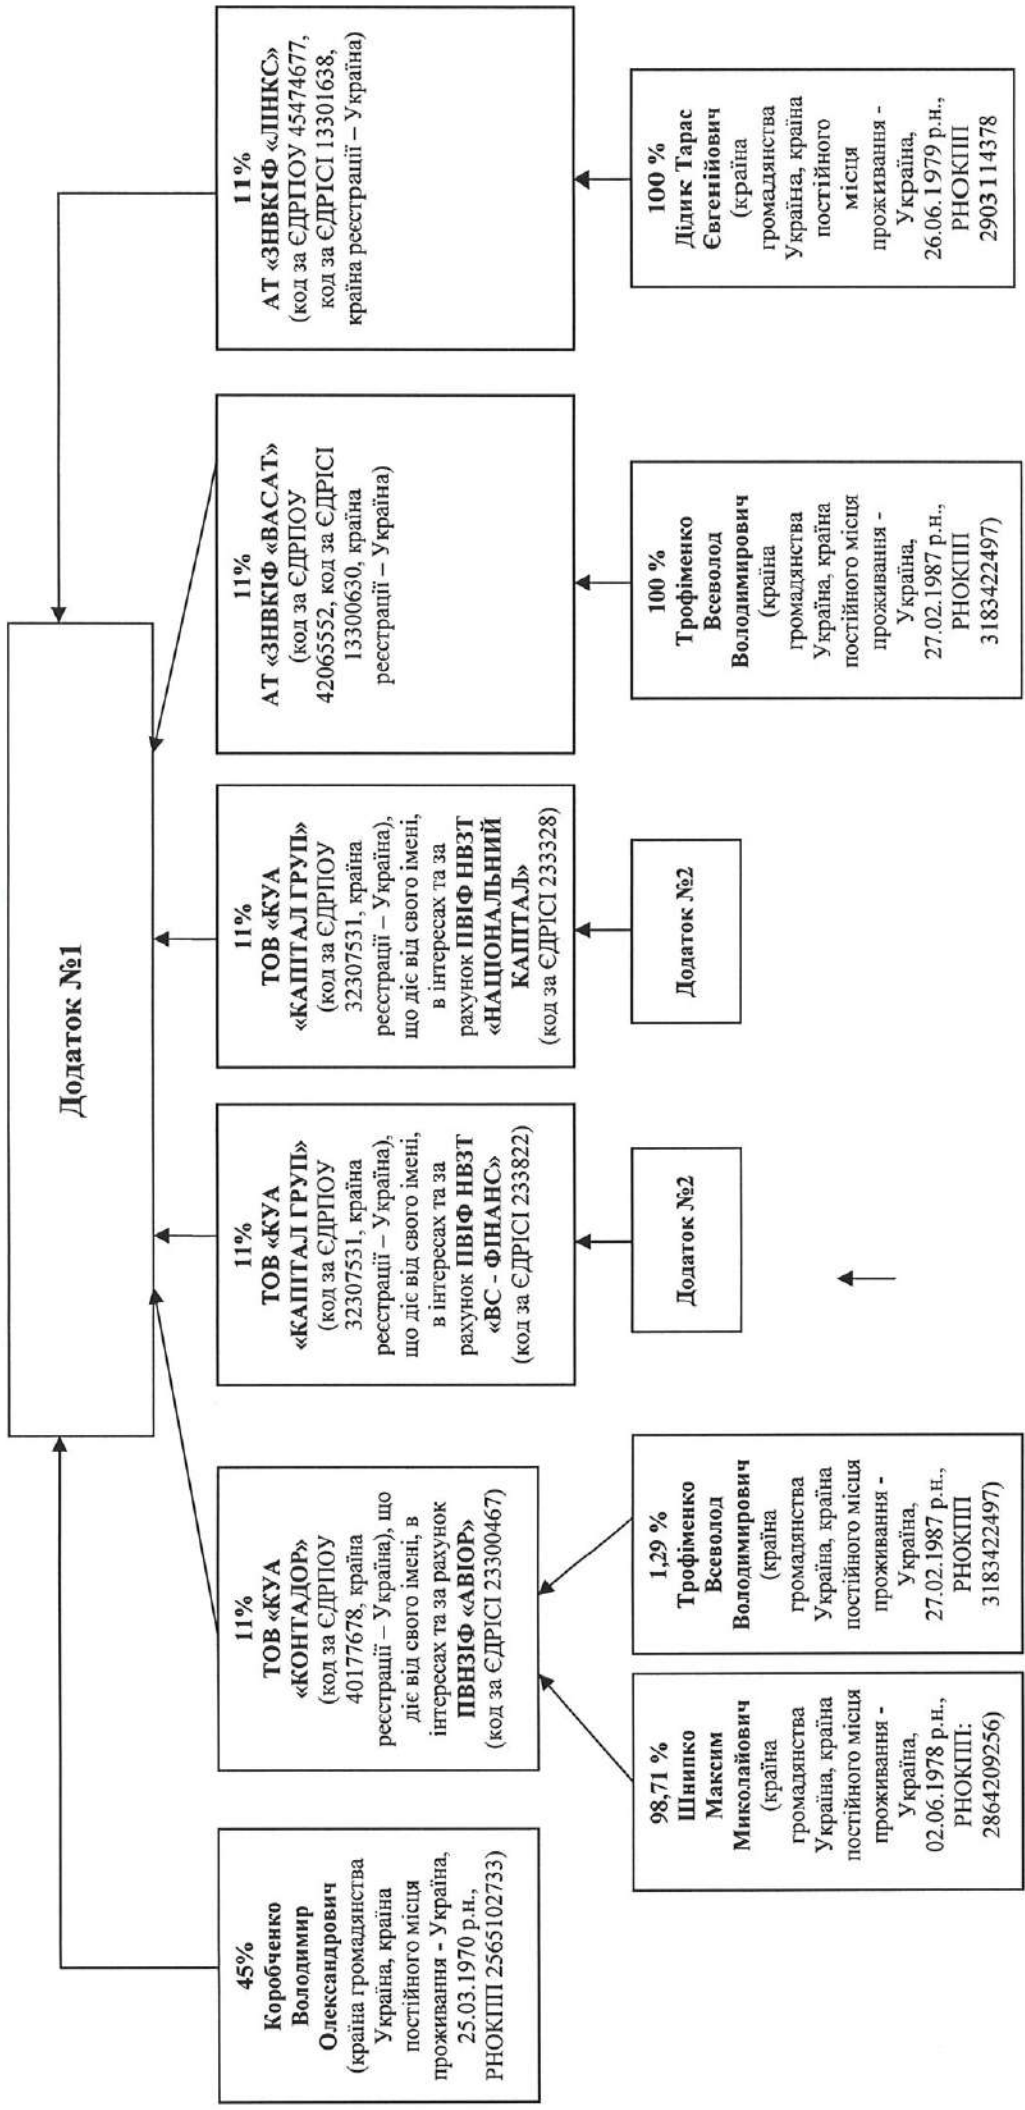 Додаток №1
45%
Коробченко
Володимир
Олександрович
(країна громадянства
Україна, країна
постійного місця
проживання - Україна,
25.03.1970 р.н.,
РНОКПП 2565102733)
11%
ТОВ «КУА
«КОНТАДОР»
(код за ЄДРПОУ
40177678, країна
реєстрації – Україна), що
діє від свого імені, в
інтересах та за рахунок
ПВНЗІФ «АВІОР»
(код за ЄДРІСІ 23300467)
11%
ТОВ «КУА
«КАПІТАЛ ГРУП»
(код за ЄДРПОУ
32307531, країна
реєстрації – Україна),
що діє від свого імені,
в інтересах та за
рахунок ПВІФ НВЗТ
«ВС - ФІНАНС»
(код за ЄДРІСІ 233822)
11%
ТОВ «КУА
«КАПІТАЛ ГРУП»
(код за ЄДРПОУ
32307531, країна
реєстрації – Україна),
що діє від свого імені,
в інтересах та за
рахунок ПВІФ НВЗТ
«НАЦІОНАЛЬНИЙ
КАПІТАЛ»
(код за ЄДРІСІ 233328)
11%
АТ «ЗНВКІФ «ВАСАТ»
(код за ЄДРПОУ
42065552, код за ЄДРІСІ
13300630, країна
реєстрації – Україна)
11%
АТ «ЗНВКІФ «ЛІНКС»
(код за ЄДРПОУ 45474677,
код за ЄДРІСІ 13301638,
країна реєстрації – Україна)
98,71 %
Шнипко
Максим
Миколайович
(країна
громадянства
Україна, країна
постійного місця
проживання -
Україна,
02.06.1978 р.н.,
РНОКПП:
2864209256)
1,29 %
Трофіменко
Всеволод
Володимирович
(країна
громадянства
Україна, країна
постійного місця
проживання -
Україна,
27.02.1987 р.н.,
РНОКПП
3183422497)
Додаток №2
Додаток №2
100 %
Трофіменко
Всеволод
Володимирович
(країна
громадянства
Україна, країна
постійного місця
проживання -
Україна,
27.02.1987 р.н.,
РНОКПП
3183422497)
100 %
Дідик Тарас
Євгенійович
(країна
громадянства
Україна, країна
постійного
місця
проживання -
Україна,
26.06.1979 р.н.,
РНОКПП
2903114378